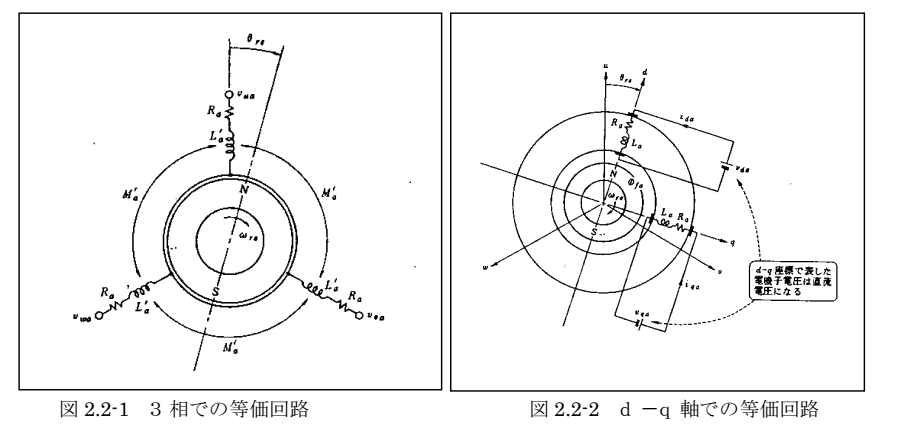 θre
vua
Ra
L'a
M'a
M'a
N
ωre
S
Ra
L'a
vwa
L'a
Ra
M'a
図 2.2-1 3 相での等価回路
u
d
θre
ida
Ra
La
vda
N
Φfa
ωre
S
La Ra
q
w
v
iqa
vqa
d-q 座標で表した
電機子電圧は直流
電圧になる
図 2.2-2 d -q 軸での等価回路